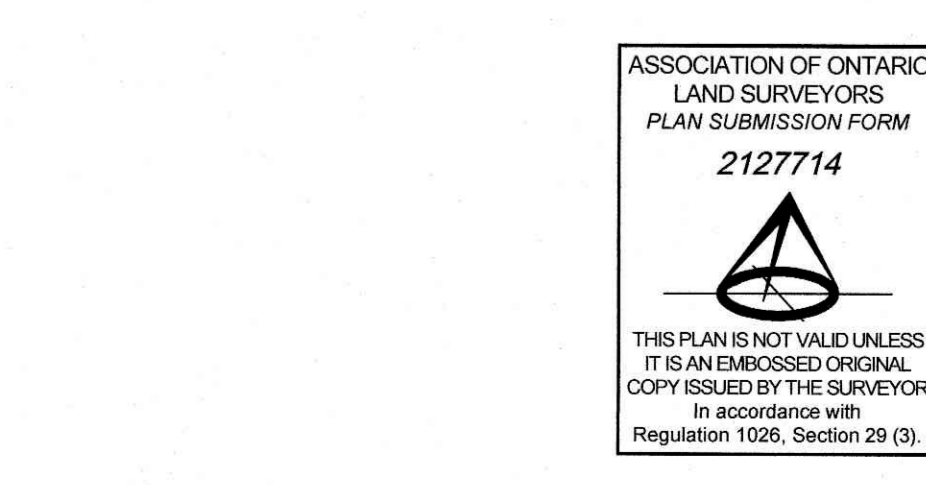 ASSOCIATION OF ONTARIO
LAND SURVEYORS
PLAN SUBMISSION FORM
2127714
THIS PLAN IS NOT VALID UNLESS
IT IS AN EMBOSSED ORIGINAL
COPY ISSUED BY THE SURVEYOR
In accordance with
Regulation 1026, Section 29 (3).